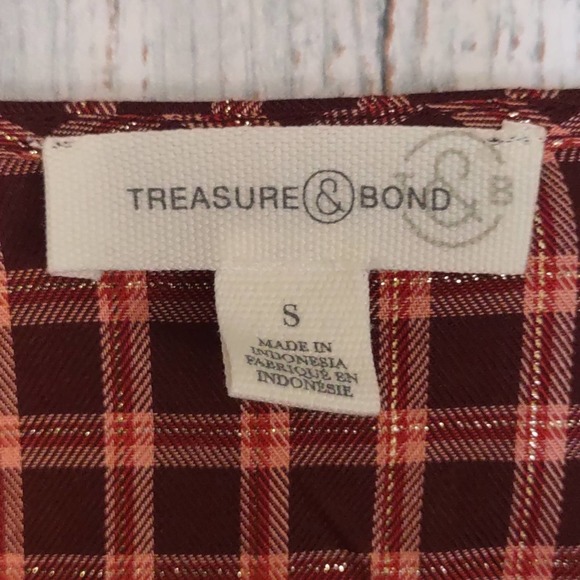 TREASURE & BOND
T & B
S
MADE IN
INDONESIA
FABRIQUÉ EN
INDONÉSIE